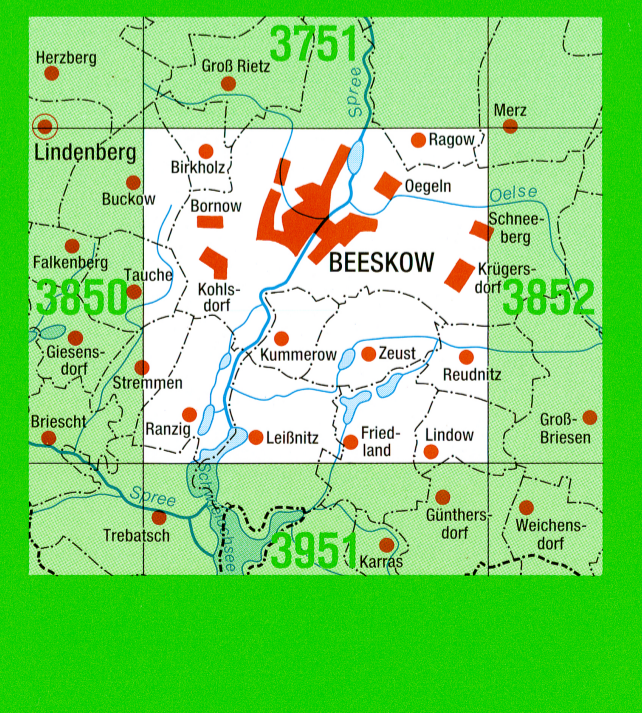 3751
Herzberg
Groß Rietz
Spree
Merz
Lindenberg
Ragow
Birkholz
Oegeln
Buckow
Oelse
Bornow
Schnee-
berg
Falkenberg
BEESKOW
Tauche
Krügers-
dorf
3850
Kohls-
dorf
3852
Giesens-
dorf
Kummerow
Zeust
Reudnitz
Stremmen
Briescht
Ranzig
Leißnitz
Fried-
land
Lindow
Groß-
Briesen
Spree
Trebatsch
Günthers-
dorf
Weichens-
dorf
3951
Karras